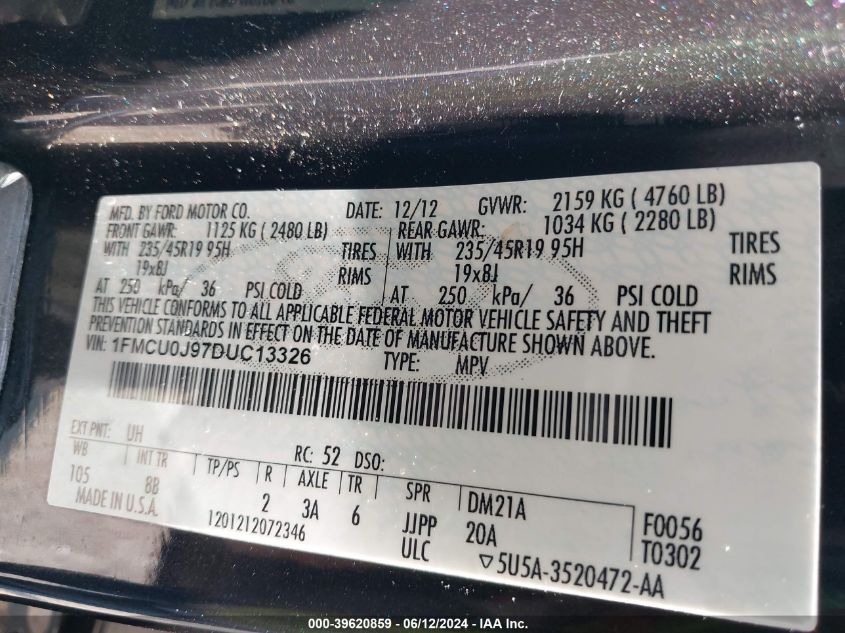 MFD. BY FORD MOTOR CO. DATE: 12/12 GVWR: 2159 KG ( 4760 LB)
FRONT GAWR: 1125 KG ( 2480 LB) REAR GAWR: 1034 KG ( 2280 LB)
WITH 235/45R19 95H TIRES WITH 235/45R19 95H TIRES
19x8J RIMS 19x8J RIMS
AT 250 kPa/ 36 PSI COLD AT 250 kPa/ 36 PSI COLD
THIS VEHICLE CONFORMS TO ALL APPLICABLE FEDERAL MOTOR VEHICLE SAFETY AND THEFT
PREVENTION STANDARDS IN EFFECT ON THE DATE OF MANUFACTURE SHOWN ABOVE.
VIN: 1FMCU0J97DUC13326 TYPE: MPV
EXT PNT: UH RC: 52 DSO:
WB INT TR TP/PS R AXLE TR SPR DM21A F0056
105 8B 2 3A 6 JJPP 20A T0302
MADE IN U.S.A. 1201212072346 ULC ▽5U5A-3520472-AA
000-39620859 - 06/12/2024 - IAA Inc.